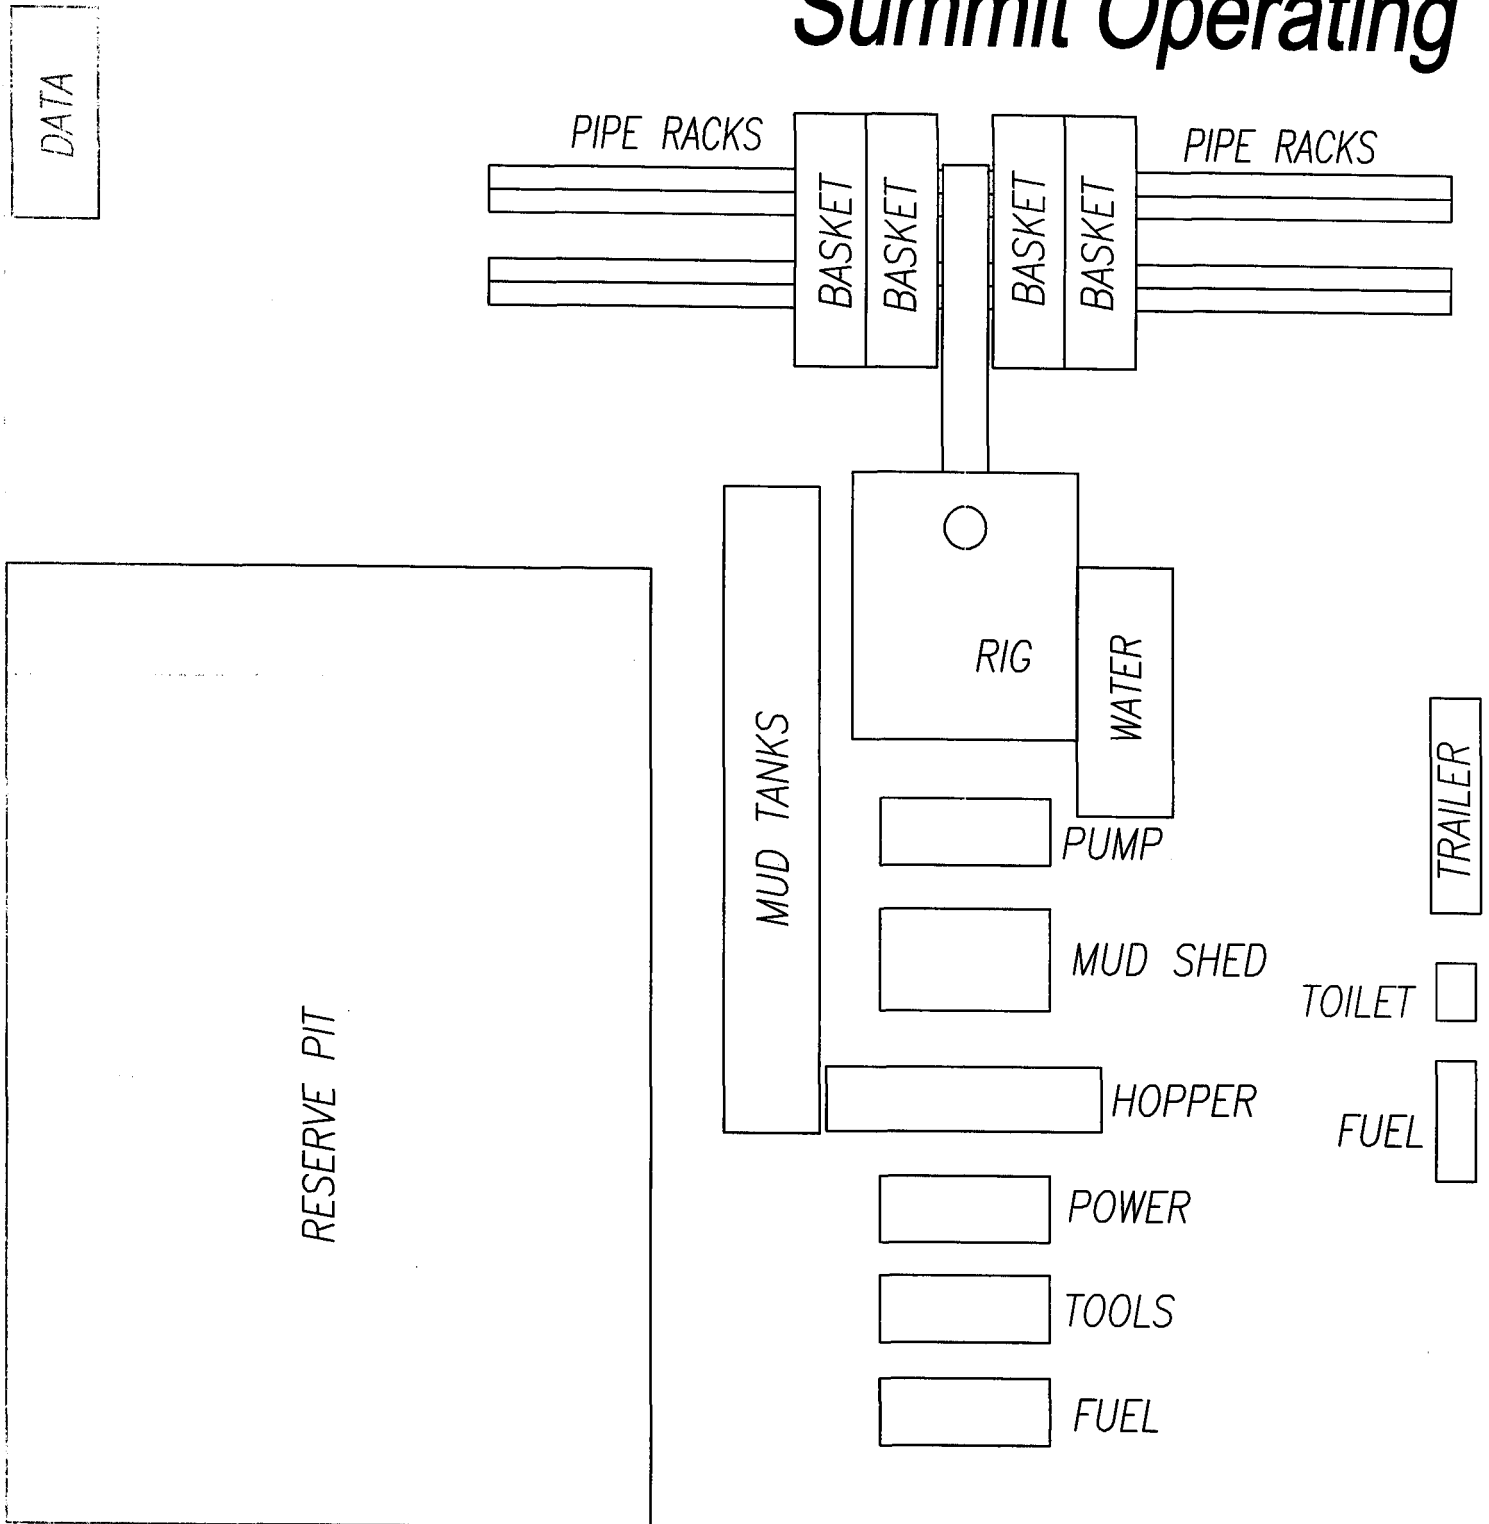 Summit Operating
DATA
PIPE RACKS
PIPE RACKS
BASKET
BASKET
BASKET
BASKET
RIG
WATER
MUD TANKS
TRAILER
PUMP
MUD SHED
TOILET
RESERVE PIT
HOPPER
FUEL
POWER
TOOLS
FUEL